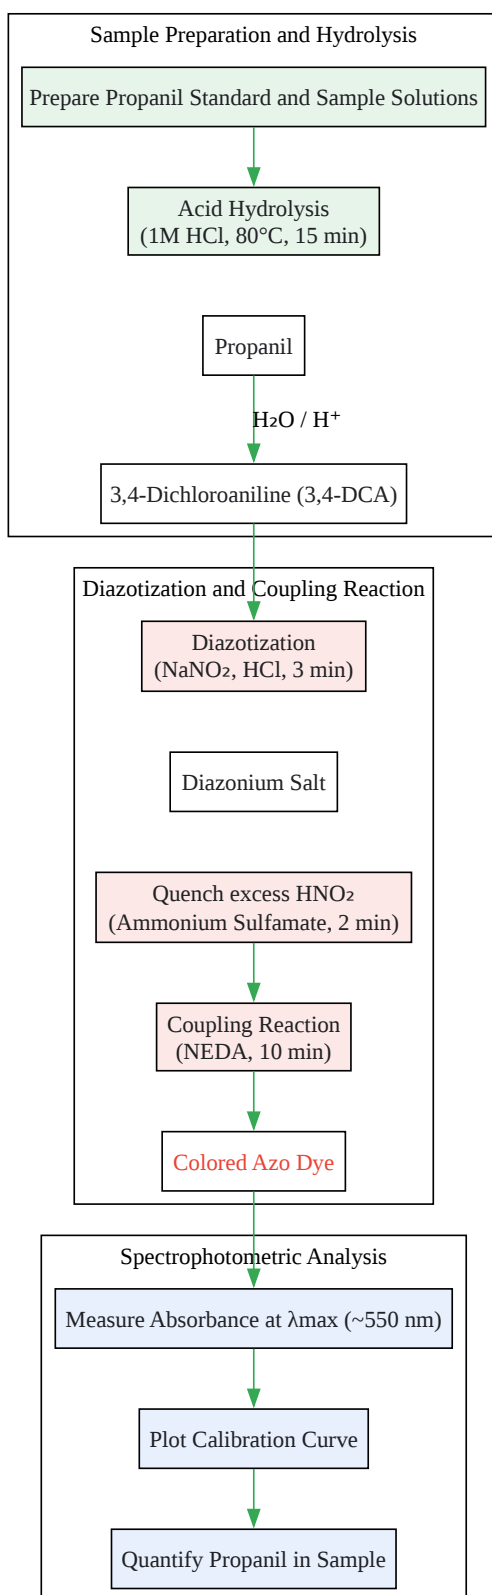 Sample Preparation and Hydrolysis
Prepare Propanil Standard and Sample Solutions
Acid Hydrolysis
(1M HCl, 80°C, 15 min)
Propanil
H₂O / H⁺
3,4-Dichloroaniline (3,4-DCA)
Diazotization and Coupling Reaction
Diazotization
(NaNO₂, HCl, 3 min)
Diazonium Salt
Quench excess HNO₂
(Ammonium Sulfamate, 2 min)
Coupling Reaction
(NEDA, 10 min)
Colored Azo Dye
Spectrophotometric Analysis
Measure Absorbance at λmax (~550 nm)
Plot Calibration Curve
Quantify Propanil in Sample